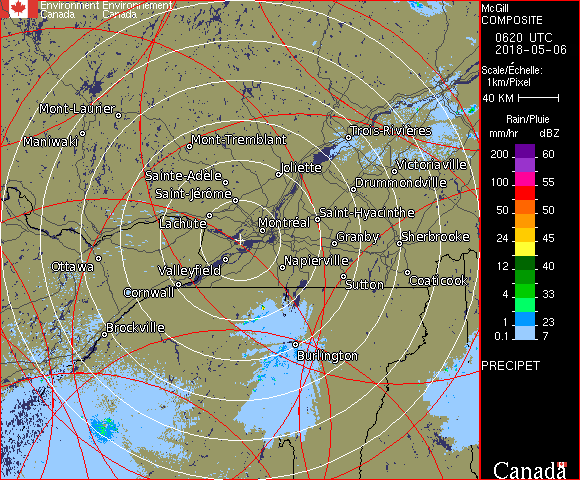 Environment Environnement
Canada Canada
Mont-Laurier
Maniwaki
Mont-Tremblant
Trois-Rivières
Sainte-Adèle
Joliette
Victoriaville
Saint-Jérôme
Drummondville
Lachute
Montréal
Saint-Hyacinthe
Granby
Sherbrooke
Ottawa
Valleyfield
Napierville
Cornwall
Sutton
Coaticook
Brockville
Burlington
McGill
COMPOSITE
0620 UTC
2018-05-06
Scale/Échelle:
1km/Pixel
40 KM
Rain/Pluie
mm/hr dBZ
200 60
150 57
100 55
50 50
24 45
12 40
4 33
1 23
0.1 7
PRECIPET
Canada